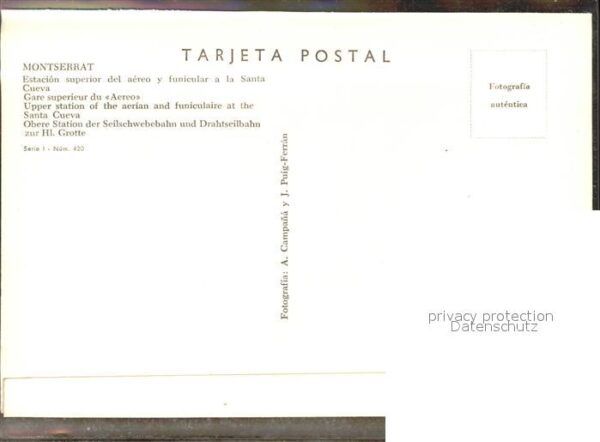 TARJETA POSTAL
MONTSERRAT
Estación superior del aéreo y funicular a la Santa
Cueva
Gare superieur du «Aereo»
Upper station of the aerian and funiculaire at the
Santa Cueva
Obere Station der Seilschwebebahn und Drahtseilbahn
zur Hl. Grotte
Serie I - Núm. 420
Fotografía: A. Campañá y J. Puig-Ferrán
Fotografía
auténtica
privacy protection
Datenschutz